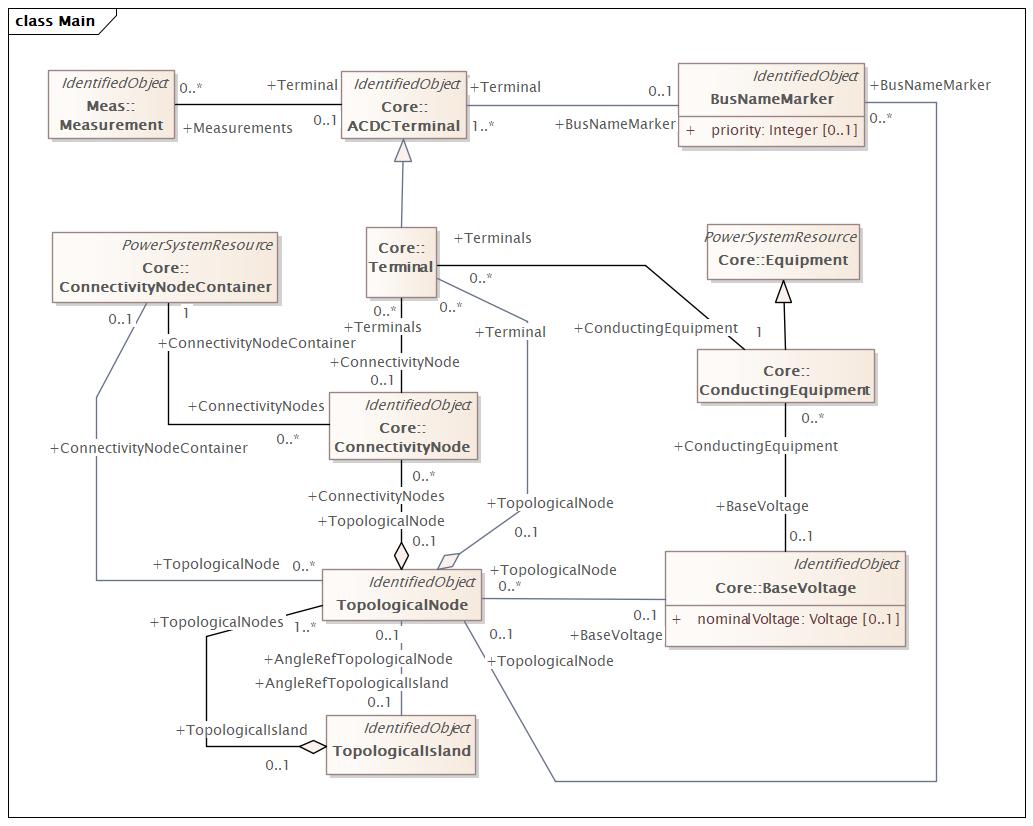 class Main
IdentifiedObject
Meas::
Measurement
0..*
+Measurements
+Terminal
0..1
IdentifiedObject
Core::
ACDCTerminal
+Terminal
1..*
0..1
+BusNameMarker
IdentifiedObject
BusNameMarker
+ priority: Integer [0..1]
+BusNameMarker
0..*
PowerSystemResource
Core::
ConnectivityNodeContainer
Core::
Terminal
+Terminals
0..*
PowerSystemResource
Core::Equipment
0..1
1
+ConnectivityNodeContainer
0..*
+Terminals
0..*
+Terminal
+ConductingEquipment
1
+ConnectivityNode
0..1
Core::
ConductingEquipment
+ConnectivityNodes
0..*
IdentifiedObject
Core::
ConnectivityNode
0..*
+ConductingEquipment
+ConnectivityNodeContainer
0..*
+ConnectivityNodes
+TopologicalNode
0..1
+TopologicalNode
0..1
+BaseVoltage
0..1
+TopologicalNode
0..*
IdentifiedObject
TopologicalNode
+TopologicalNode
0..*
0..1
+BaseVoltage
IdentifiedObject
Core::BaseVoltage
+ nominalVoltage: Voltage [0..1]
+TopologicalNodes
1..*
0..1
+AngleRefTopologicalNode
+AngleRefTopologicalIsland
0..1
0..1
+TopologicalNode
+TopologicalIsland
0..1
IdentifiedObject
TopologicalIsland